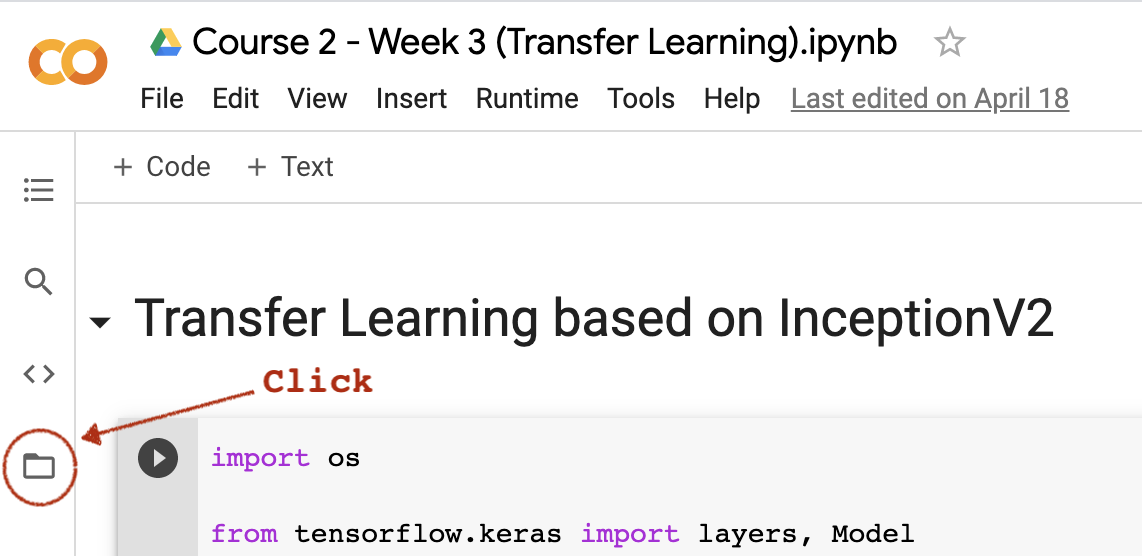 Course 2 - Week 3 (Transfer Learning).ipynb
File Edit View Insert Runtime Tools Help Last edited on April 18
+ Code + Text
Transfer Learning based on InceptionV2
Click
import os
from tensorflow.keras import layers, Model